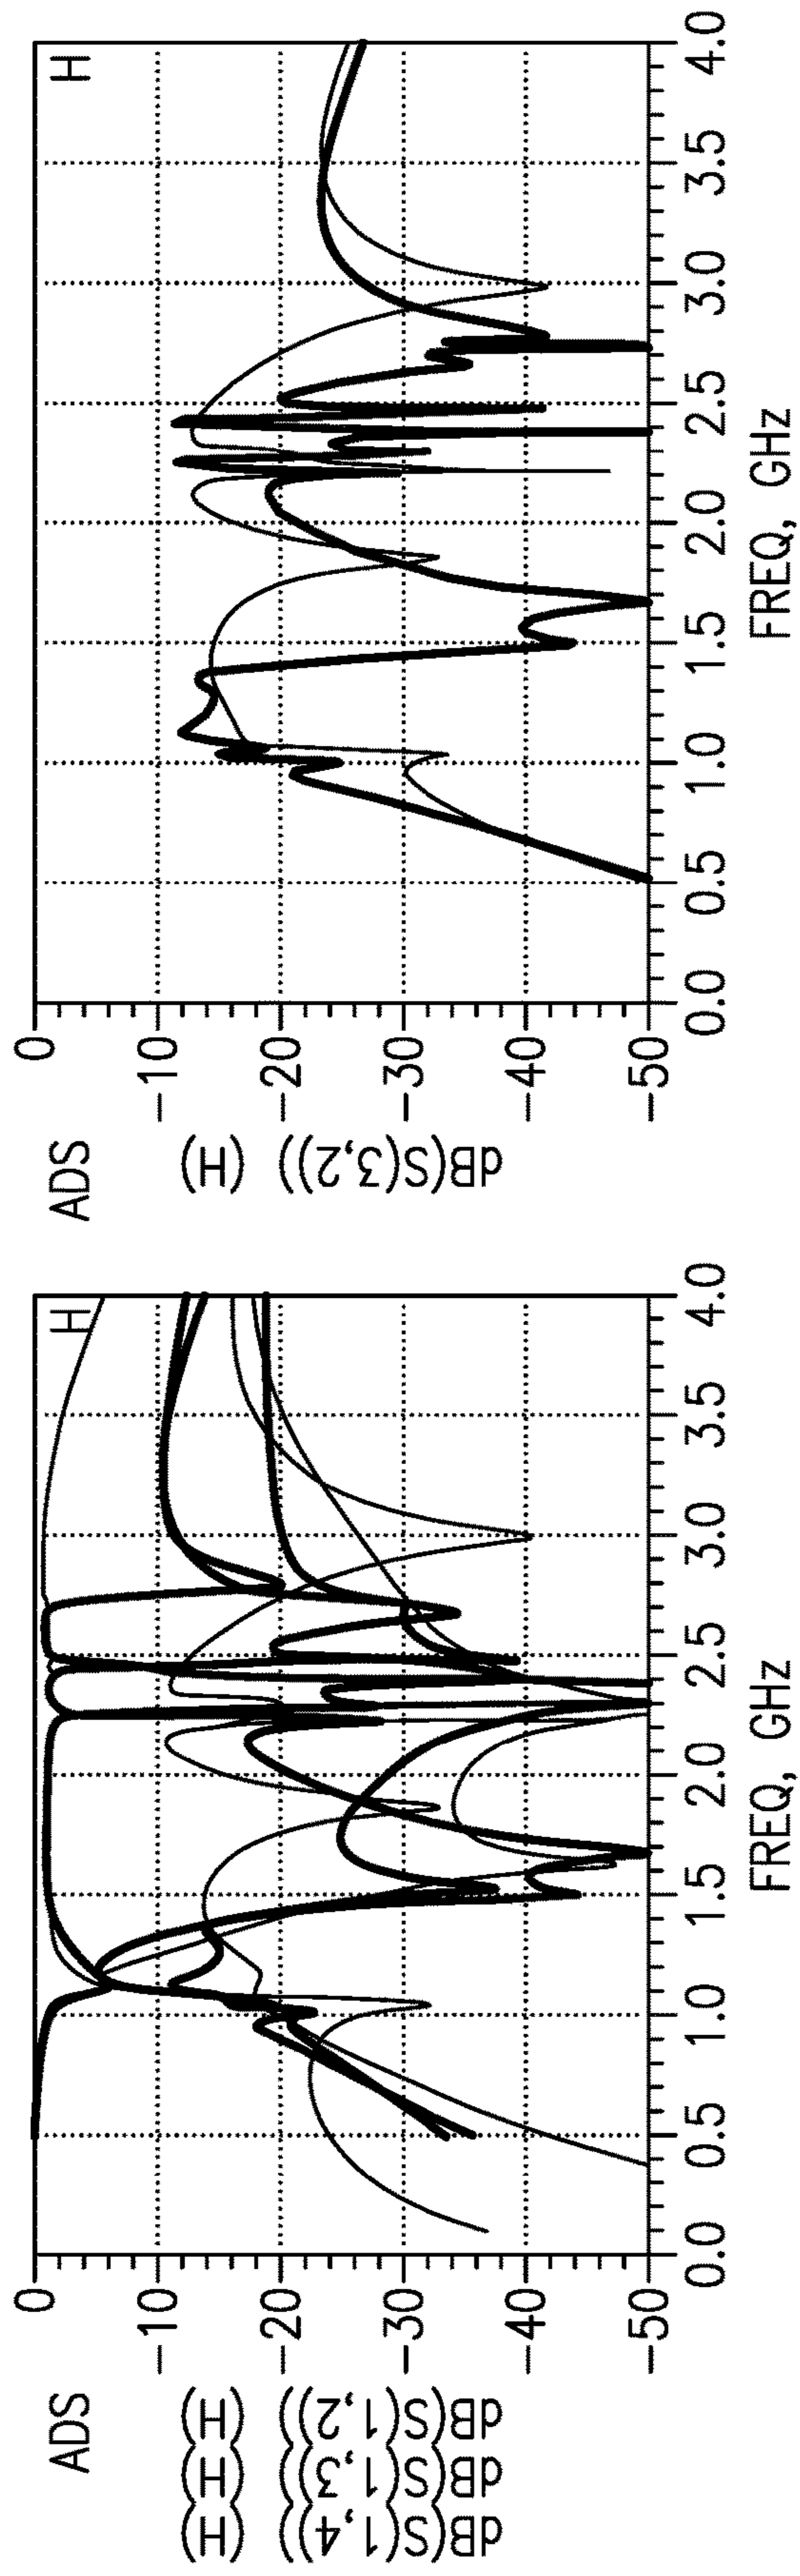 ADS
dB(S(1,4)) (H)
dB(S(1,3)) (H)
dB(S(1,2)) (H)
0
−10
−20
−30
−40
−50
H
0.0 0.5 1.0 1.5 2.0 2.5 3.0 3.5 4.0
FREQ, GHz
ADS
dB(S(3,2)) (H)
0
−10
−20
−30
−40
−50
H
0.0 0.5 1.0 1.5 2.0 2.5 3.0 3.5 4.0
FREQ, GHz